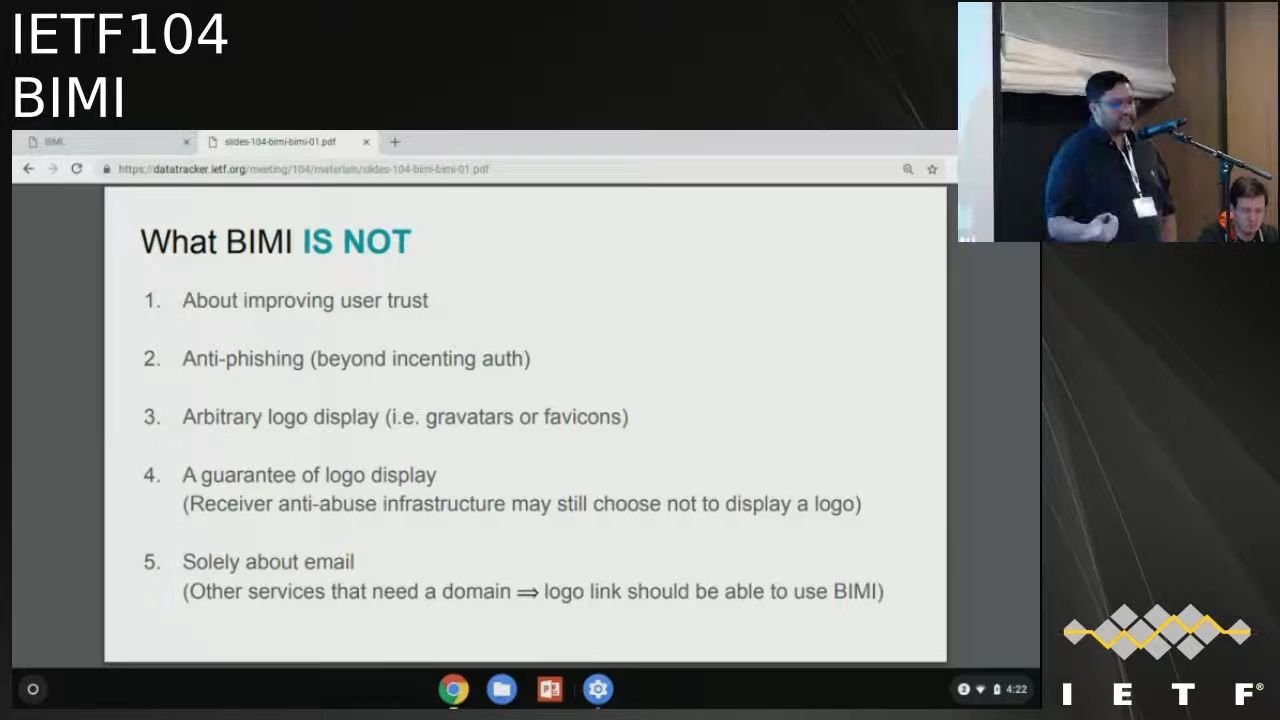 IETF104
BIMI
BIMI
slides-104-bimi-bimi-01.pdf
https://datatracker.ietf.org/meeting/104/materials/slides-104-bimi-bimi-01.pdf
What BIMI IS NOT
1. About improving user trust
2. Anti-phishing (beyond incenting auth)
3. Arbitrary logo display (i.e. gravatars or favicons)
4. A guarantee of logo display
(Receiver anti-abuse infrastructure may still choose not to display a logo)
5. Solely about email
(Other services that need a domain ⟹ logo link should be able to use BIMI)
2
4:22
I E T F®